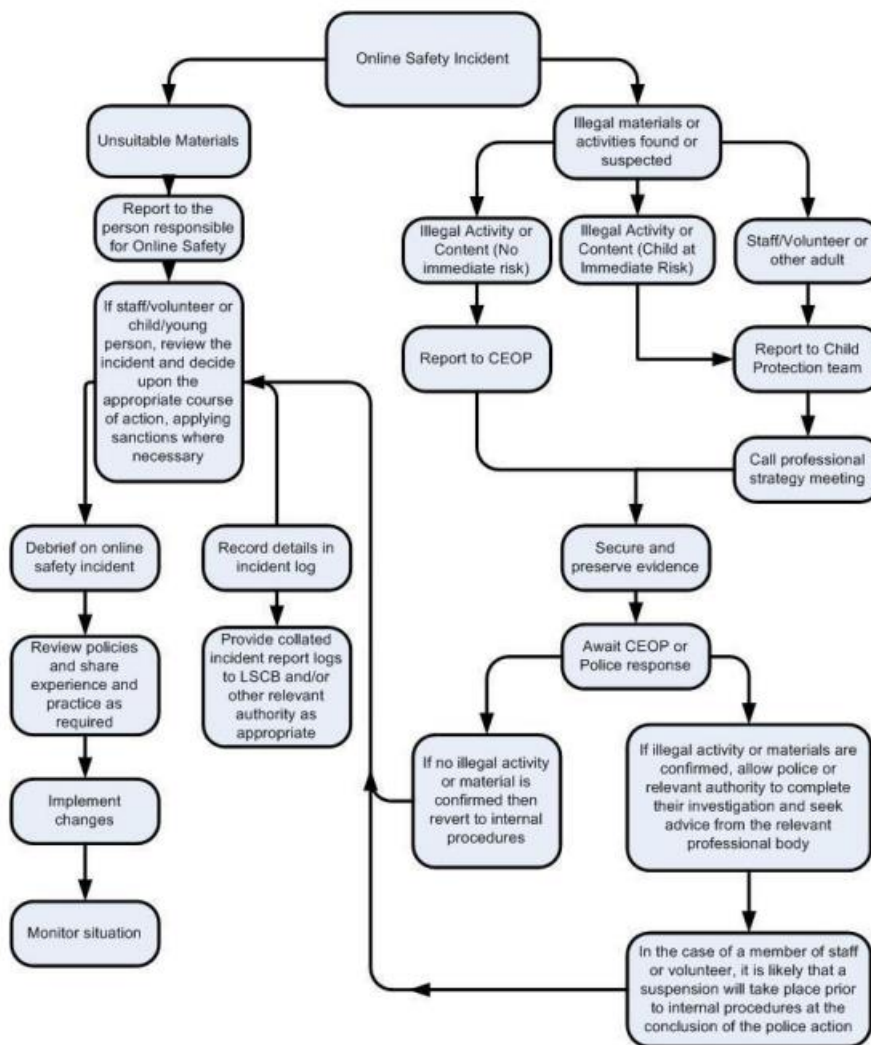 Online Safety Incident
Unsuitable Materials
Report to the
person responsible
for Online Safety
If staff/volunteer or
child/young
person, review the
incident and decide
upon the
appropriate course
of action, applying
sanctions where
necessary
Debrief on online
safety incident
Review policies
and share
experience and
practice as
required
Implement
changes
Monitor situation
Record details in
incident log
Provide collated
incident report logs
to LSCB and/or
other relevant
authority as
appropriate
Illegal materials or
activities found or
suspected
Illegal Activity or
Content (No
immediate risk)
Illegal Activity or
Content (Child at
Immediate Risk)
Staff/Volunteer or
other adult
Report to CEOP
Report to Child
Protection team
Call professional
strategy meeting
Secure and
preserve evidence
Await CEOP or
Police response
If no illegal activity
or material is
confirmed then
revert to internal
procedures
If illegal activity or materials are
confirmed, allow police or
relevant authority to complete
their investigation and seek
advice from the relevant
professional body
In the case of a member of staff
or volunteer, it is likely that a
suspension will take place prior
to internal procedures at the
conclusion of the police action